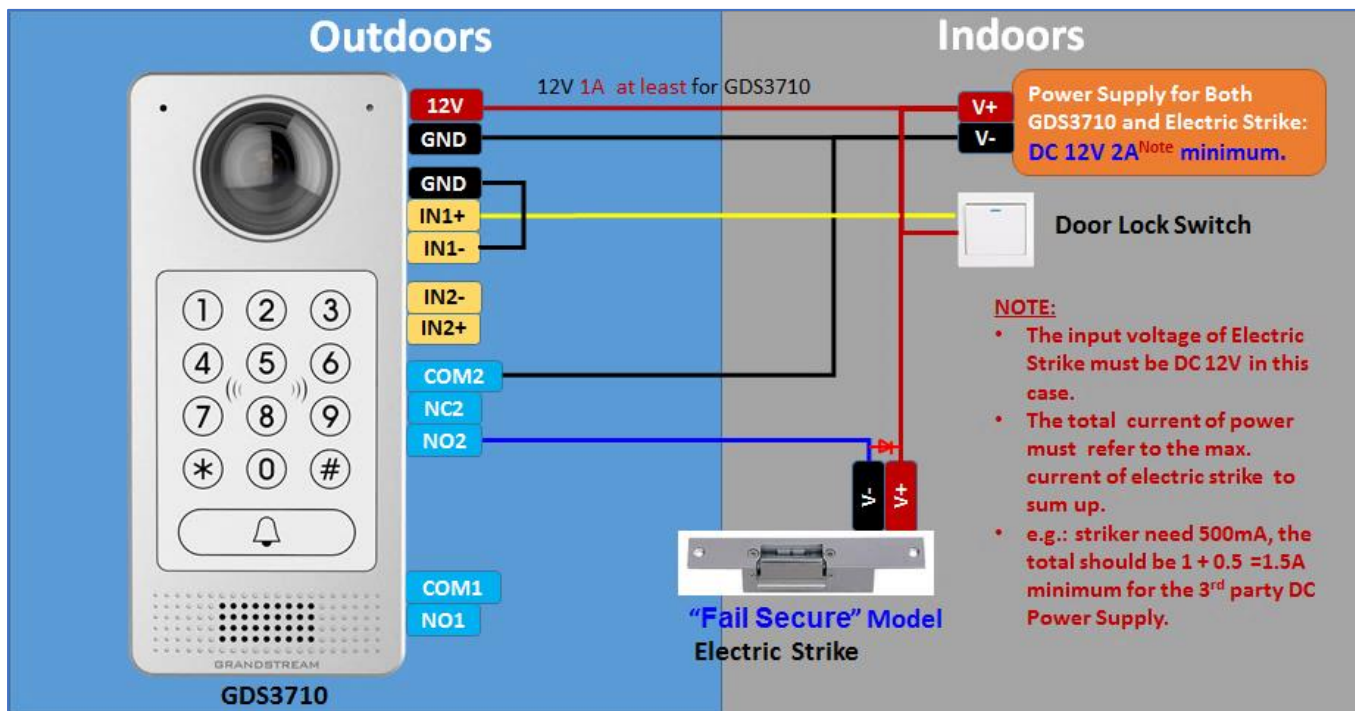 Outdoors
Indoors
12V 1A at least for GDS3710
12V
GND
GND
IN1+
IN1-
IN2-
IN2+
COM2
NC2
NO2
COM1
NO1
1 2 3
4 5 6
7 8 9
* 0 #
GRANDSTREAM
GDS3710
V+
V-
Power Supply for Both
GDS3710 and Electric Strike:
DC 12V 2ANote minimum.
Door Lock Switch
V-
V+
"Fail Secure" Model
Electric Strike
NOTE:
• The input voltage of Electric
Strike must be DC 12V in this
case.
• The total current of power
must refer to the max.
current of electric strike to
sum up.
• e.g.: striker need 500mA, the
total should be 1 + 0.5 =1.5A
minimum for the 3rd party DC
Power Supply.